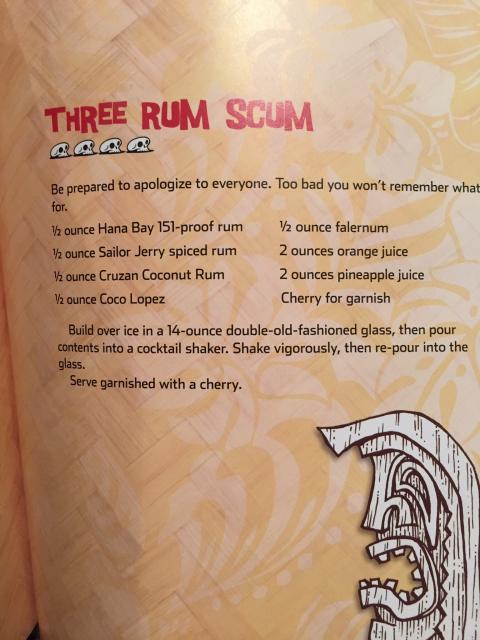 THREE RUM SCUM
Be prepared to apologize to everyone. Too bad you won't remember what
for.
½ ounce Hana Bay 151-proof rum
½ ounce Sailor Jerry spiced rum
½ ounce Cruzan Coconut Rum
½ ounce Coco Lopez
½ ounce falernum
2 ounces orange juice
2 ounces pineapple juice
Cherry for garnish
Build over ice in a 14-ounce double-old-fashioned glass, then pour
contents into a cocktail shaker. Shake vigorously, then re-pour into the
glass.
Serve garnished with a cherry.